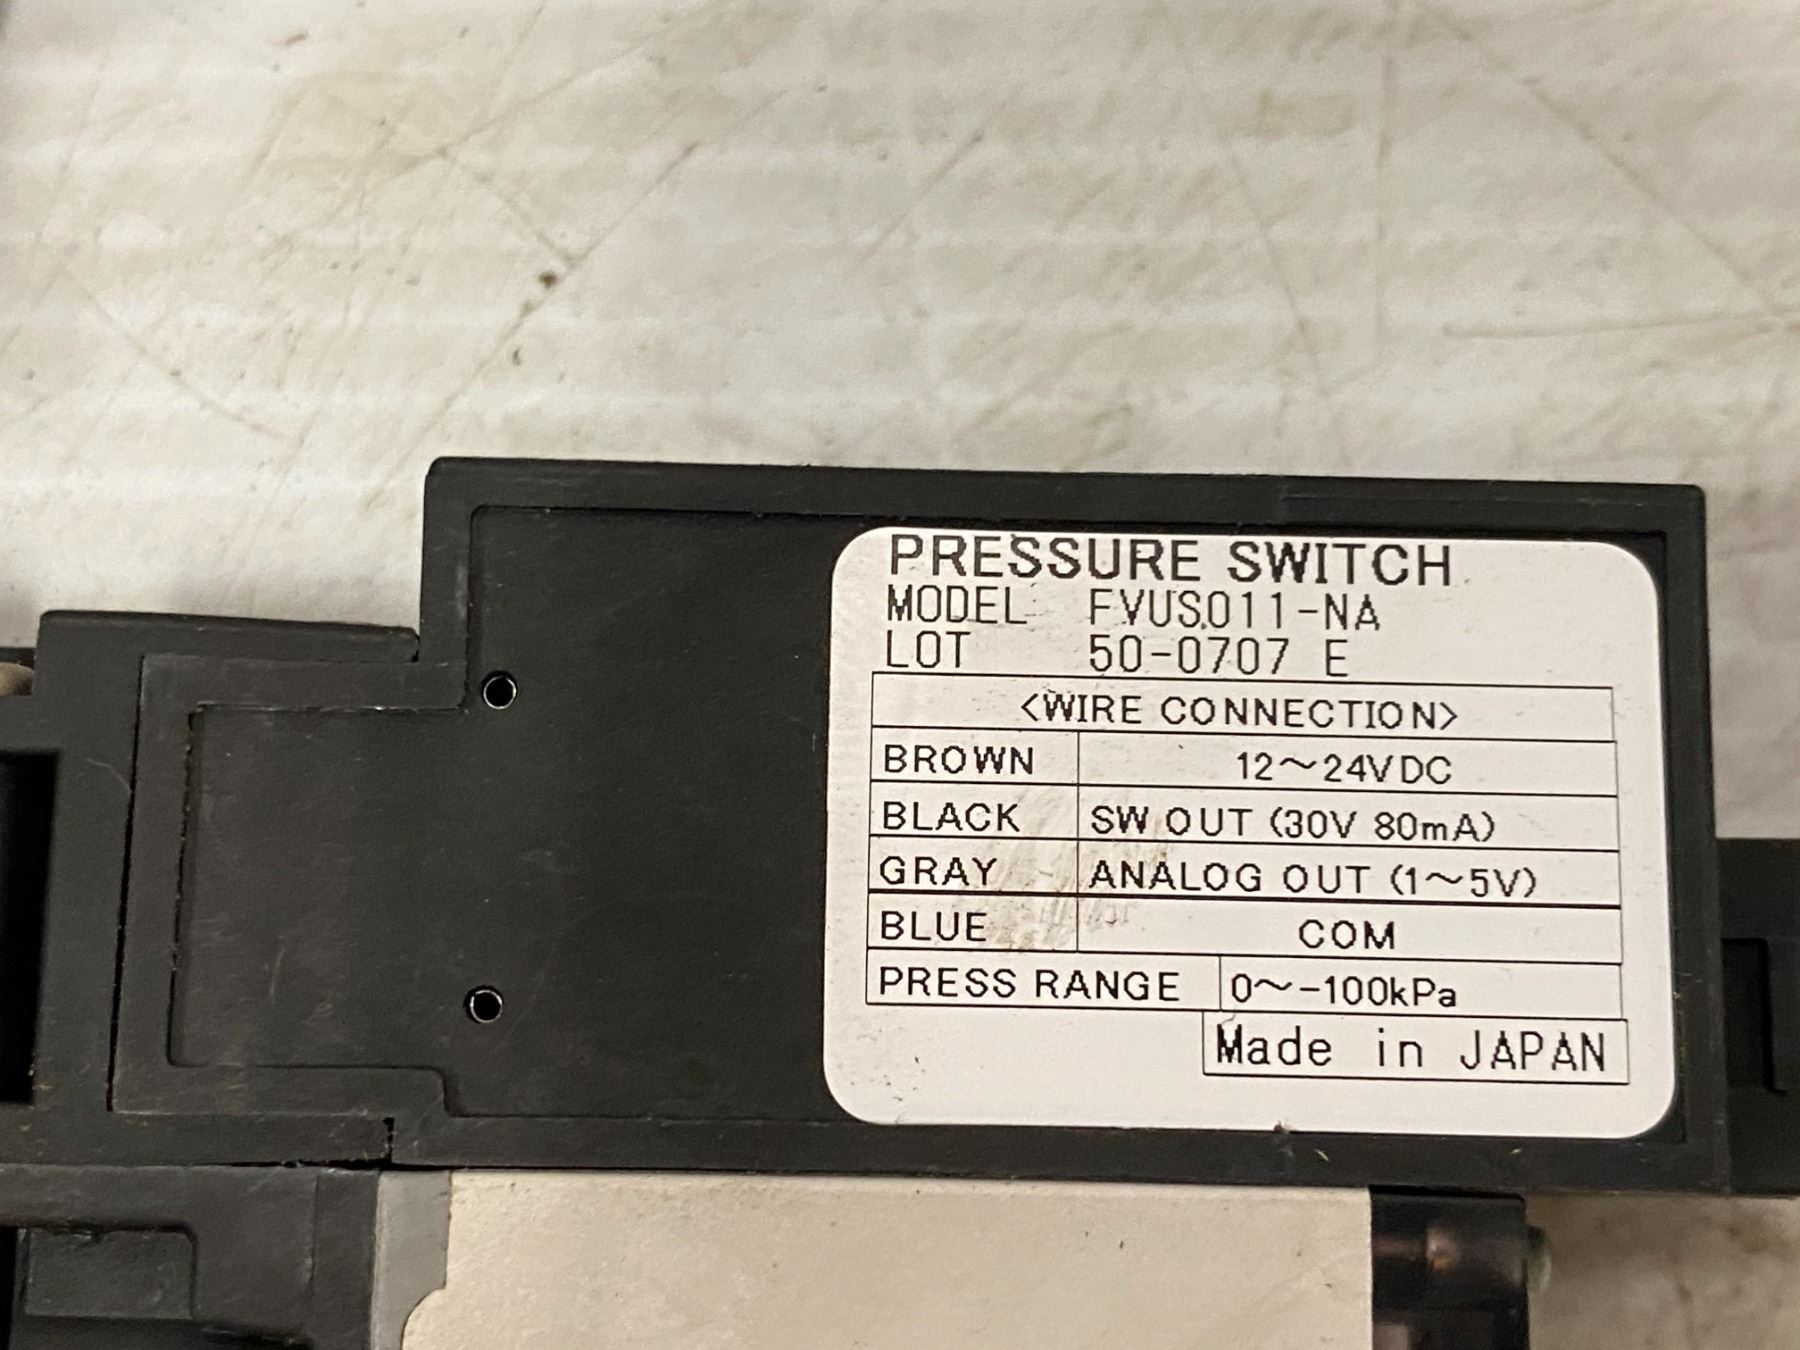 PRESSURE SWITCH
MODEL FVUS011-NA
LOT 50-0707 E
<WIRE CONNECTION>
BROWN 12～24VDC
BLACK SW OUT (30V 80mA)
GRAY ANALOG OUT (1～5V)
BLUE COM
PRESS RANGE 0～-100kPa
Made in JAPAN